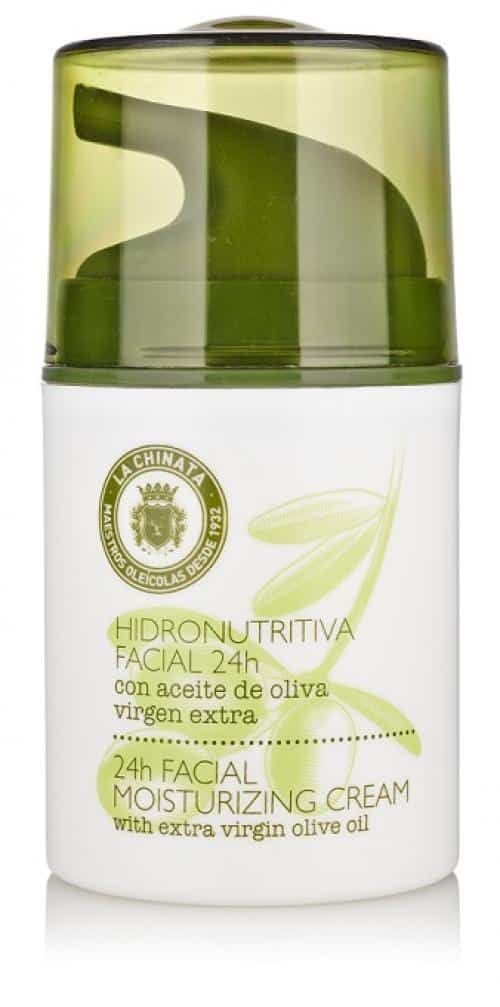 LA CHINATA
MAESTROS OLEÍCOLAS DESDE 1932
HIDRONUTRITIVA
FACIAL 24h
con aceite de oliva
virgen extra
24h FACIAL
MOISTURIZING CREAM
with extra virgin olive oil